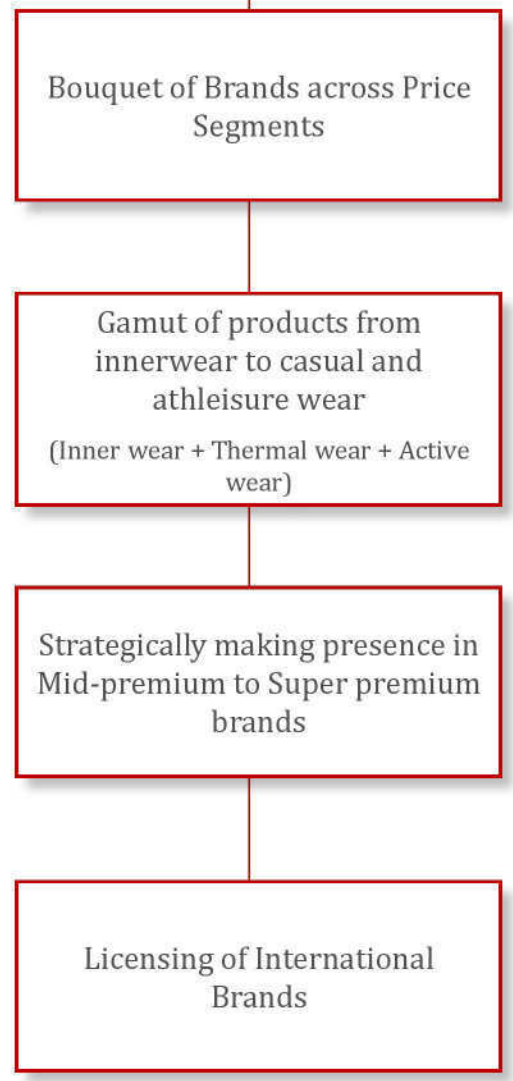 Bouquet of Brands across Price
Segments
Gamut of products from
innerwear to casual and
athleisure wear
(Inner wear + Thermal wear + Active
wear)
Strategically making presence in
Mid-premium to Super premium
brands
Licensing of International
Brands